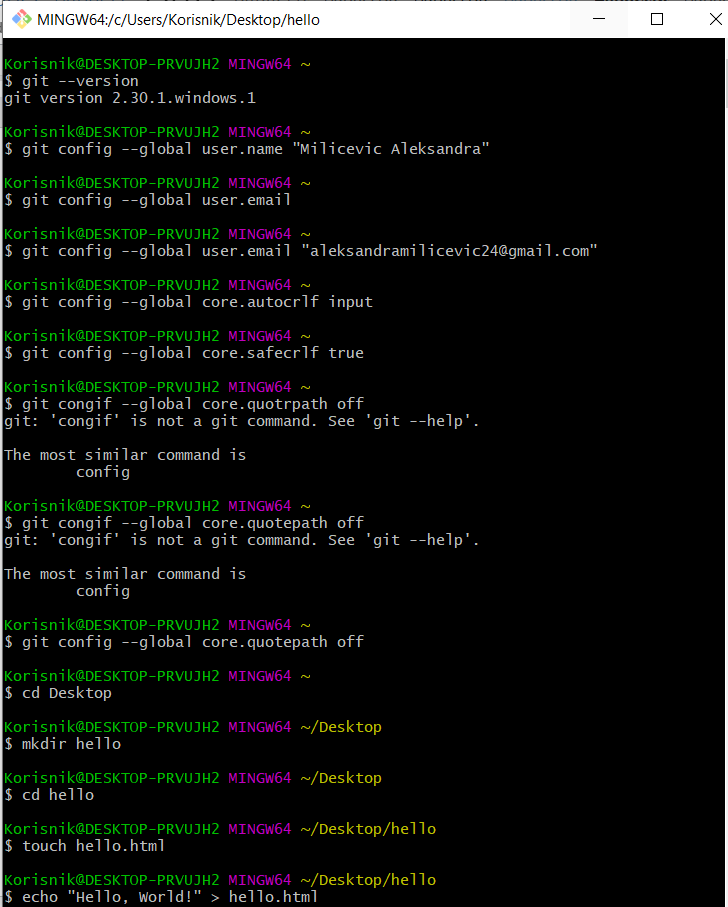 MINGW64:/c/Users/Korisnik/Desktop/hello
Korisnik@DESKTOP-PRVUJH2 MINGW64 ~
$ git --version
git version 2.30.1.windows.1
Korisnik@DESKTOP-PRVUJH2 MINGW64 ~
$ git config --global user.name "Milicevic Aleksandra"
Korisnik@DESKTOP-PRVUJH2 MINGW64 ~
$ git config --global user.email
Korisnik@DESKTOP-PRVUJH2 MINGW64 ~
$ git config --global user.email "aleksandramilicevic24@gmail.com"
Korisnik@DESKTOP-PRVUJH2 MINGW64 ~
$ git config --global core.autocrlf input
Korisnik@DESKTOP-PRVUJH2 MINGW64 ~
$ git config --global core.safecrlf true
Korisnik@DESKTOP-PRVUJH2 MINGW64 ~
$ git congif --global core.quotrpath off
git: 'congif' is not a git command. See 'git --help'.
The most similar command is
config
Korisnik@DESKTOP-PRVUJH2 MINGW64 ~
$ git congif --global core.quotepath off
git: 'congif' is not a git command. See 'git --help'.
The most similar command is
config
Korisnik@DESKTOP-PRVUJH2 MINGW64 ~
$ git config --global core.quotepath off
Korisnik@DESKTOP-PRVUJH2 MINGW64 ~
$ cd Desktop
Korisnik@DESKTOP-PRVUJH2 MINGW64 ~/Desktop
$ mkdir hello
Korisnik@DESKTOP-PRVUJH2 MINGW64 ~/Desktop
$ cd hello
Korisnik@DESKTOP-PRVUJH2 MINGW64 ~/Desktop/hello
$ touch hello.html
Korisnik@DESKTOP-PRVUJH2 MINGW64 ~/Desktop/hello
$ echo "Hello, World!" > hello.html